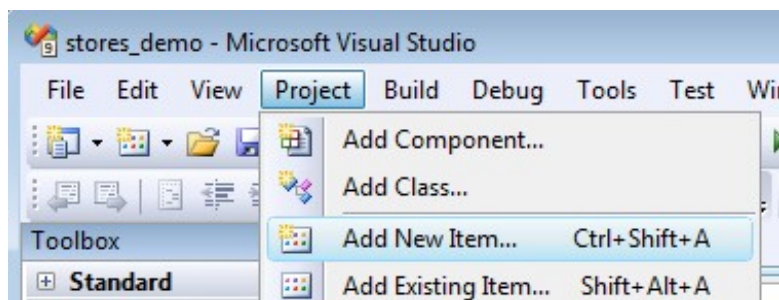 stores_demo - Microsoft Visual Studio
File Edit View Project Build Debug Tools Test
Add Component...
Add Class...
Toolbox
Add New Item... Ctrl+Shift+A
Standard
Add Existing Item... Shift+Alt+A